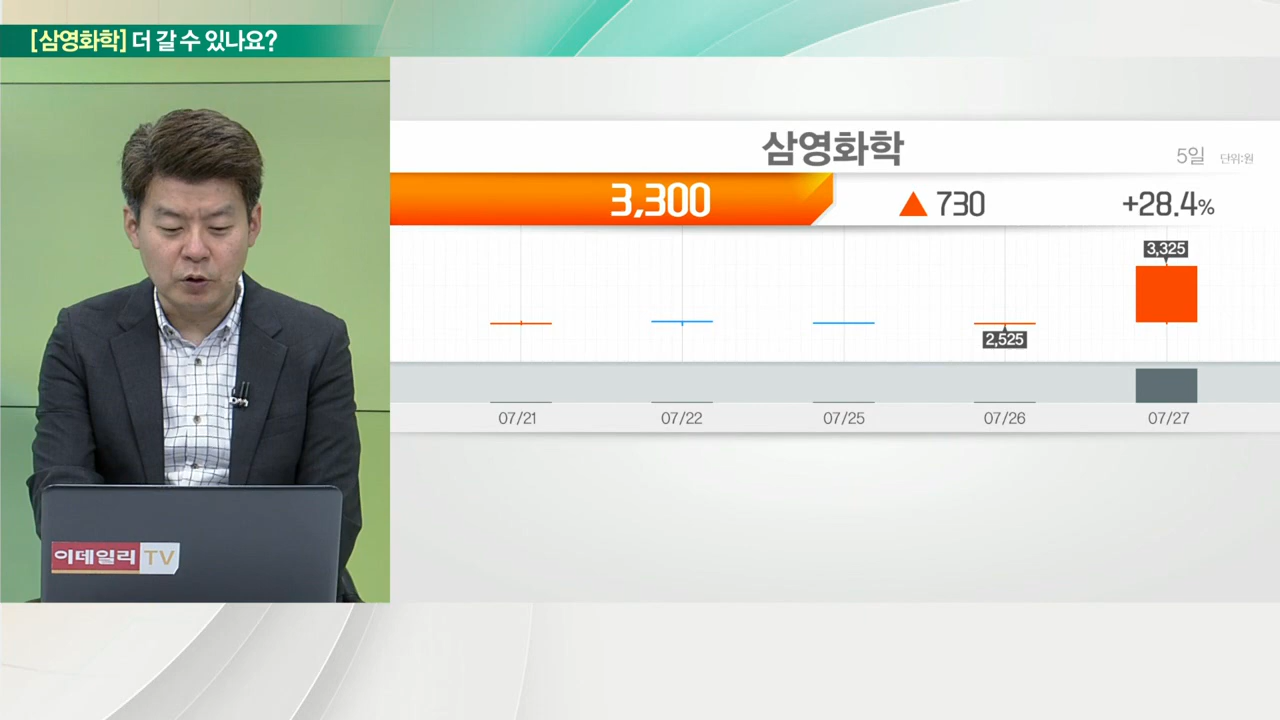 [삼영화학] 더 갈 수 있나요?
삼영화학
5일 단위:원
3,300 ▲ 730 +28.4%
3,325
2,525
07/21 07/22 07/25 07/26 07/27
이데일리 TV